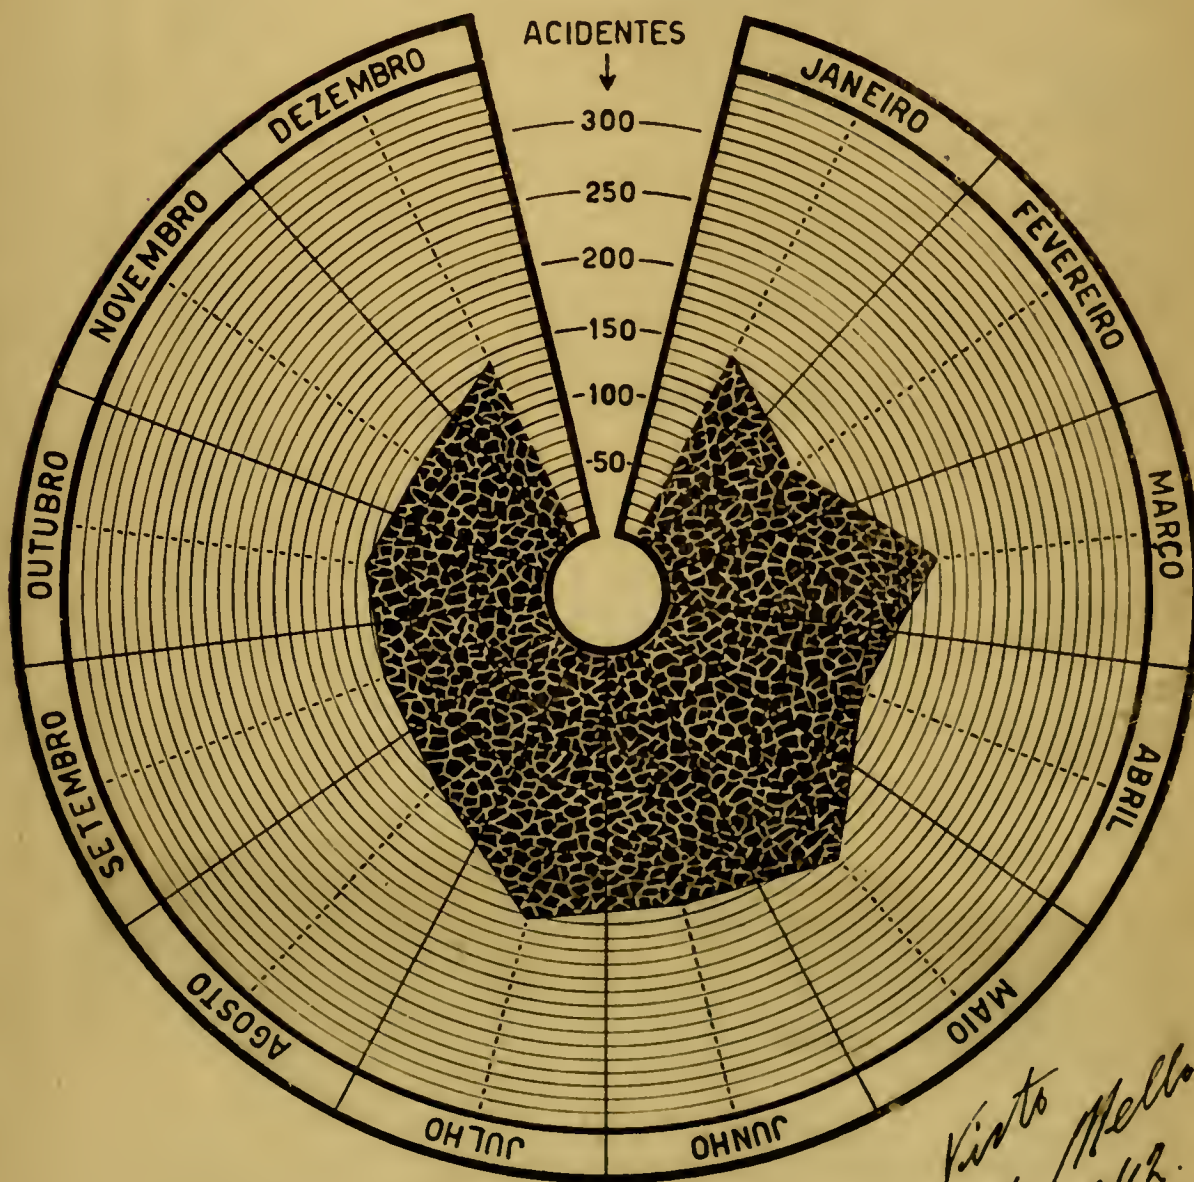 ACIDENTES
300
250
200
150
100
50
JANEIRO
FEVEREIRO
MARÇO
ABRIL
MAIO
JUNHO
JULHO
AGOSTO
SETEMBRO
OUTUBRO
NOVEMBRO
DEZEMBRO
Visto
Mello